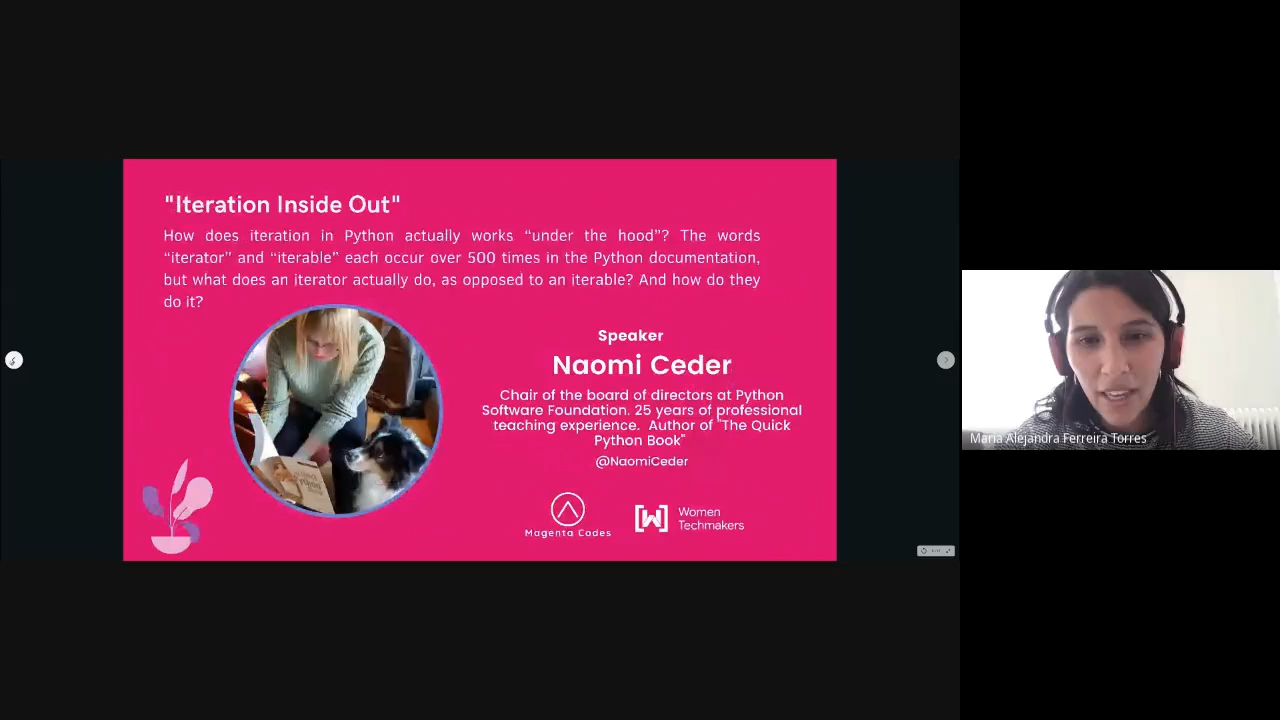 "Iteration Inside Out"
How does iteration in Python actually works “under the hood”? The words
“iterator” and “iterable” each occur over 500 times in the Python documentation,
but what does an iterator actually do, as opposed to an iterable? And how do they
do it?
Speaker
Naomi Ceder
Chair of the board of directors at Python
Software Foundation. 25 years of professional
teaching experience. Author of "The Quick
Python Book"
@NaomiCeder
Magenta Codes
Women
Techmakers
Maria Alejandra Ferreira Torres